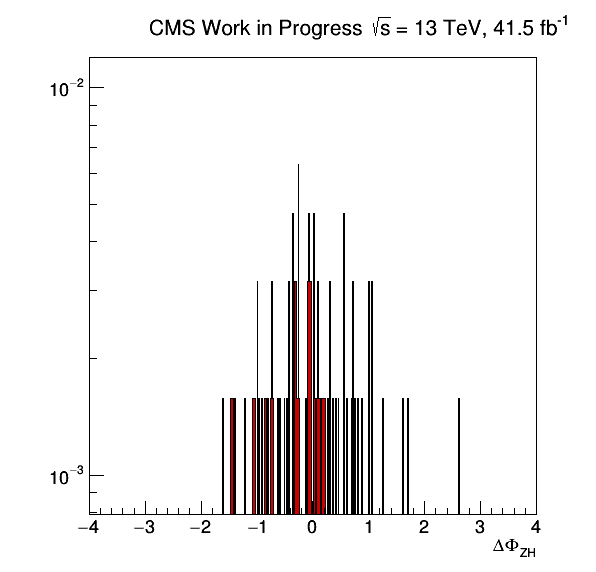 CMS Work in Progress √s = 13 TeV, 41.5 fb⁻¹
10⁻²
10⁻³
−4 −3 −2 −1 0 1 2 3 4
ΔΦ_ZH